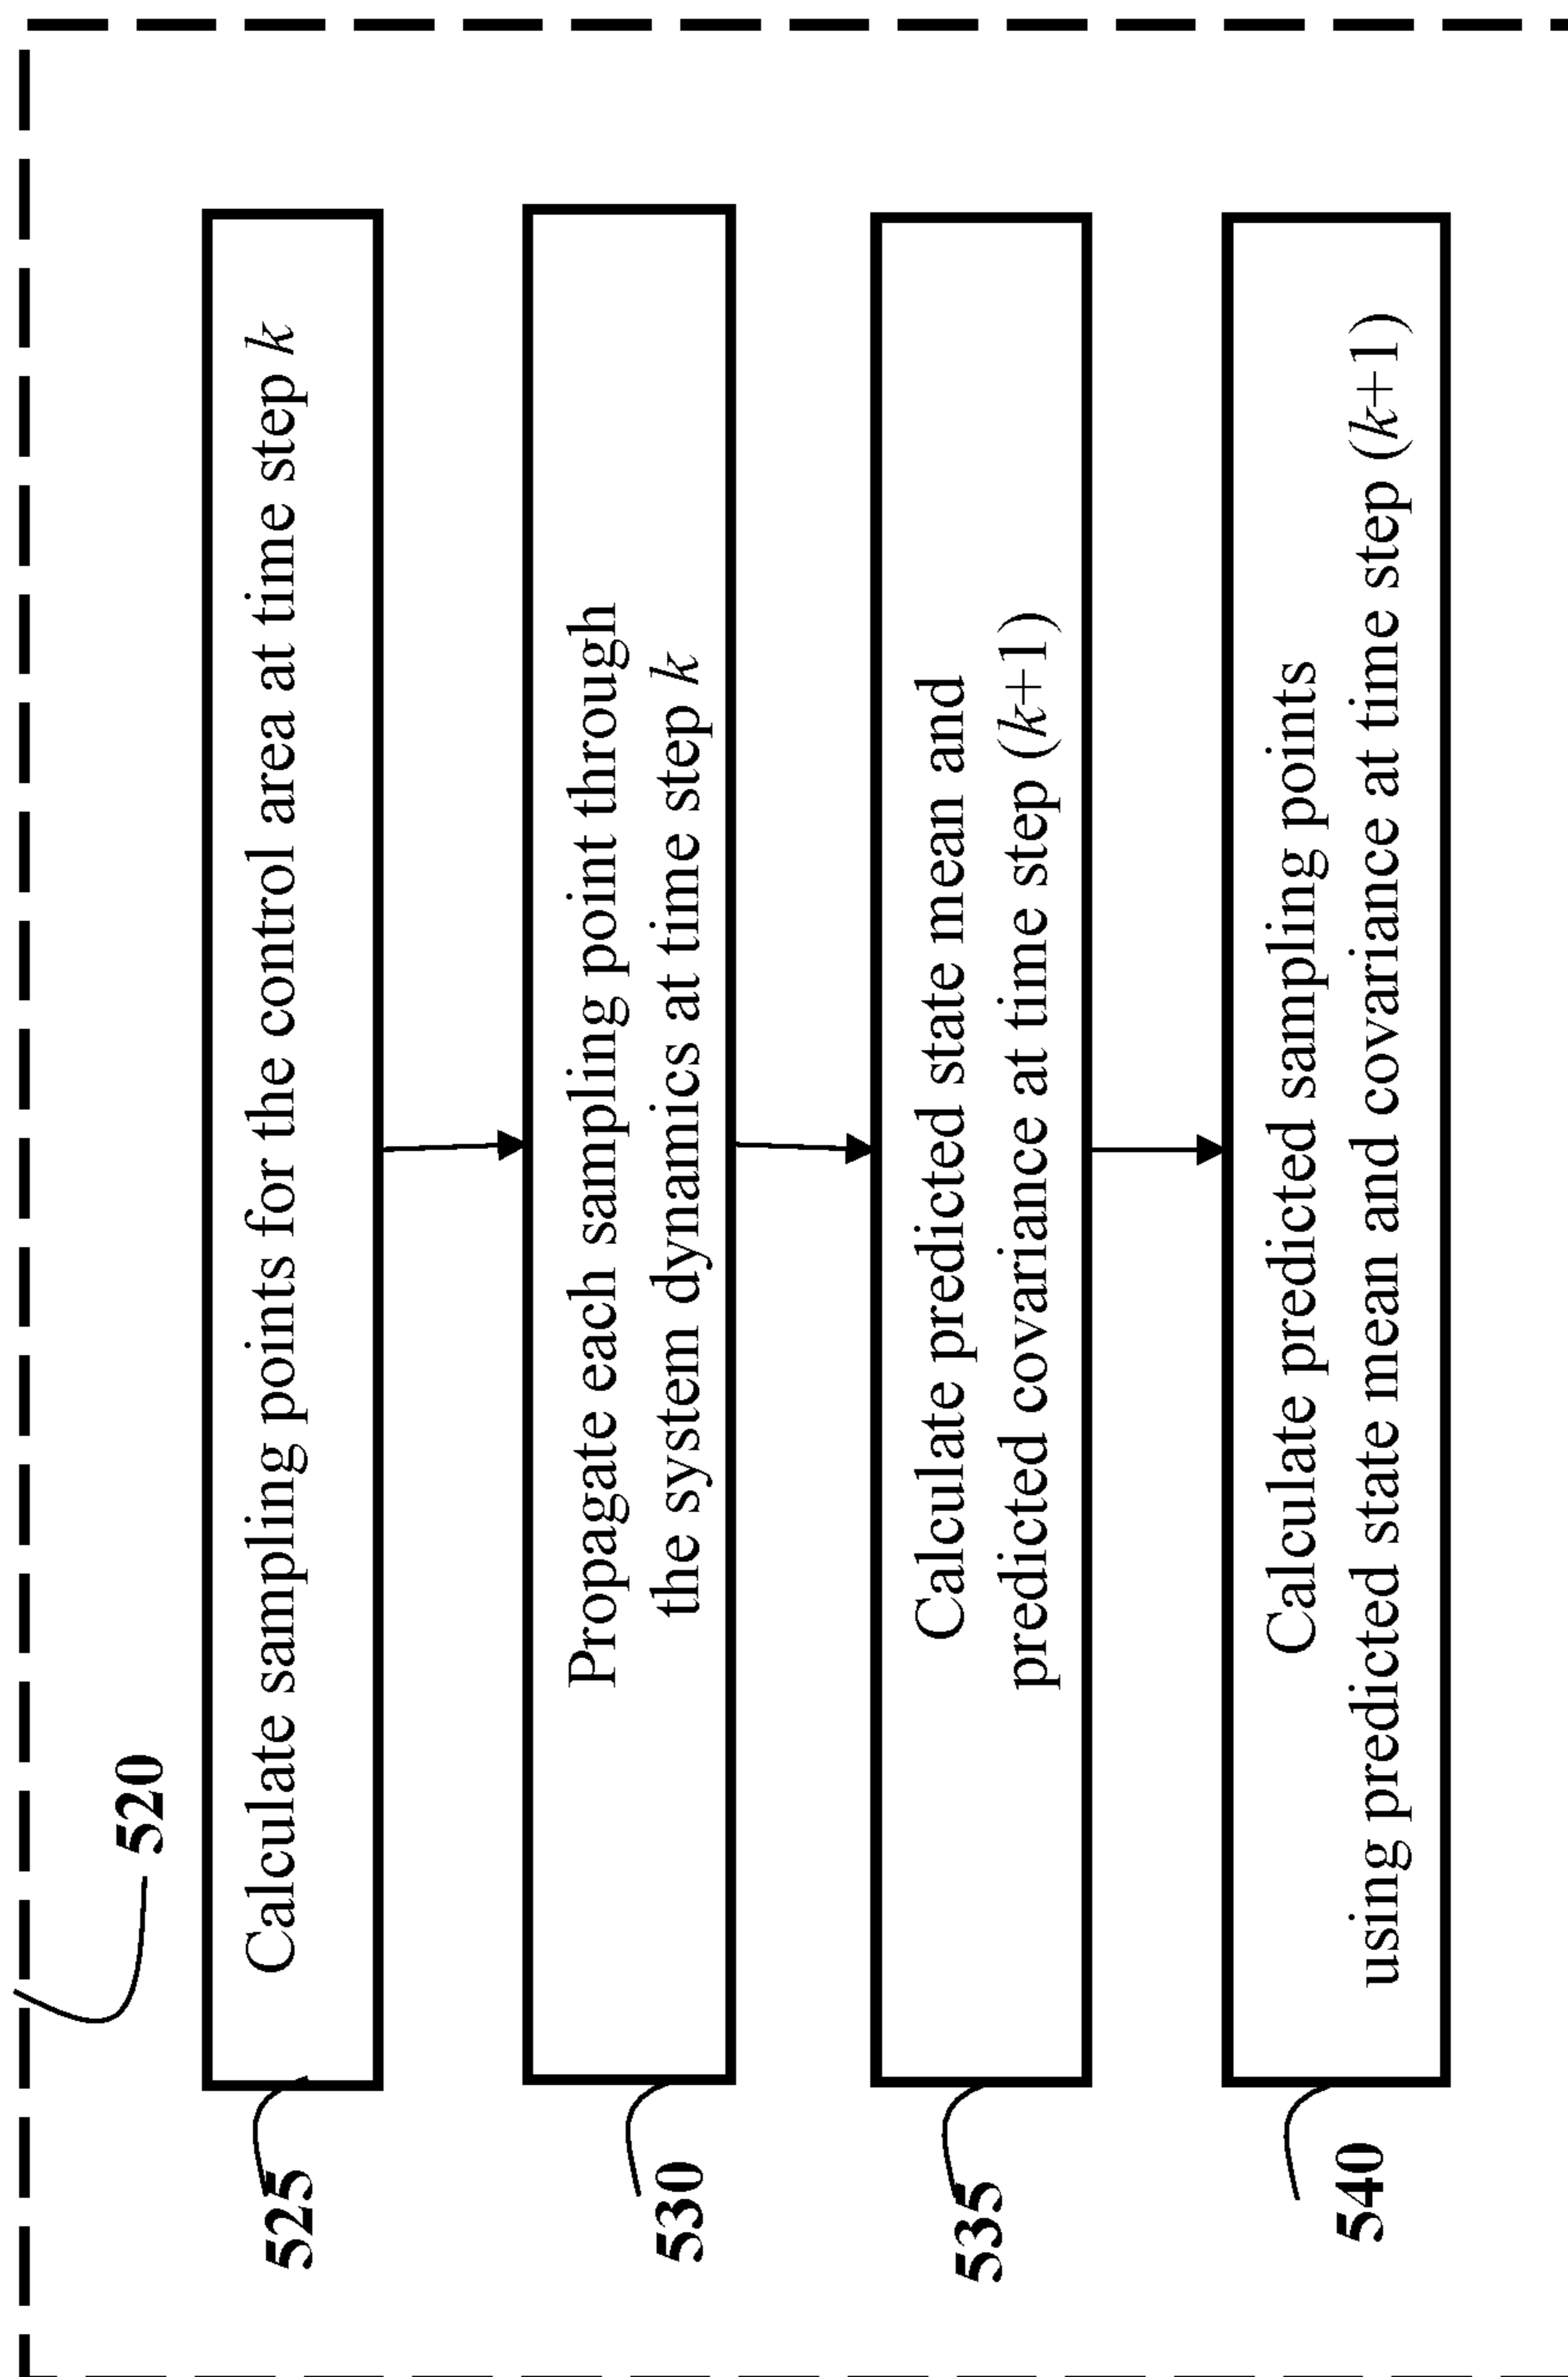 520
525
Calculate sampling points for the control area at time step k
530
Propagate each sampling point through
the system dynamics at time step k
535
Calculate predicted state mean and
predicted covariance at time step (k+1)
540
Calculate predicted sampling points
using predicted state mean and covariance at time step (k+1)